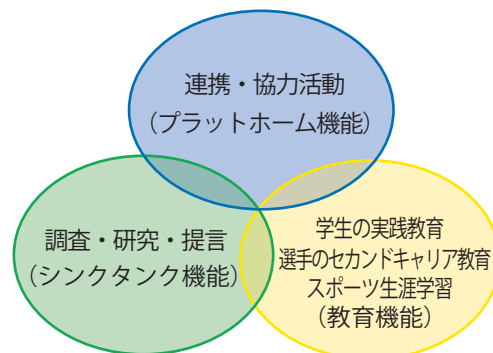 連携・協力活動
（プラットホーム機能）
調査・研究・提言
（シンクタンク機能）
学生の実践教育
選手のセカンドキャリア教育
スポーツ生涯学習
（教育機能）